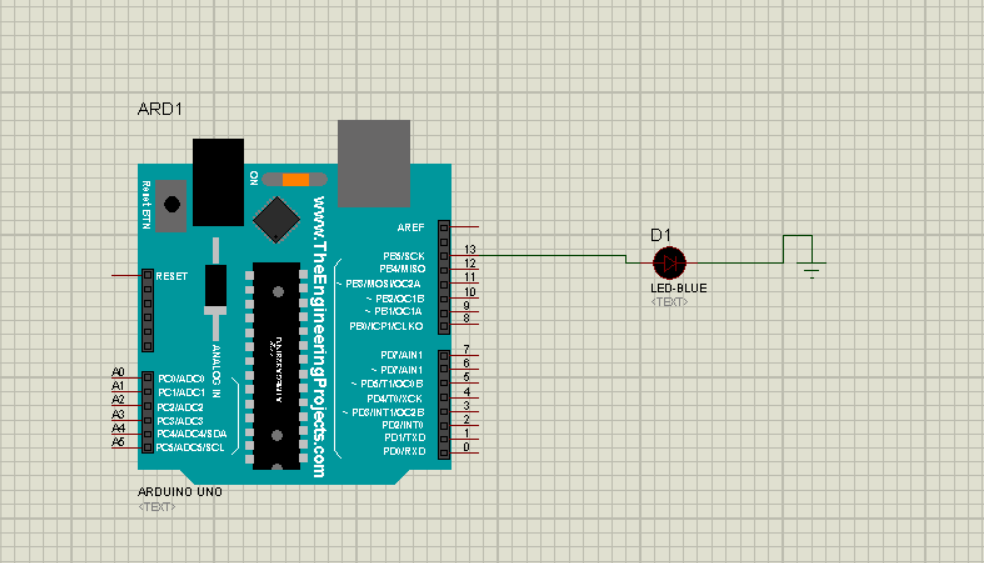 ARD1
ON
Reset BTN
www.TheEngineeringProjects.com
AREF
PB5/SCK 13
PB4/MISO 12
~ PB3/MOSI/OC2A 11
~ PB2/OC1B 10
~ PB1/OC1A 9
PB0/ICP1/CLKO 8
RESET
ANALOG IN
ATMEGA328P
PD7/AIN1 7
~ PD7/AIN1 6
~ PD5/T1/OC0B 5
PD4/T0/XCK 4
~ PD3/INT1/OC2B 3
PD2/INT0 2
PD1/TXD 1
PD0/RXD 0
A0 PC0/ADC0
A1 PC1/ADC1
A2 PC2/ADC2
A3 PC3/ADC3
A4 PC4/ADC4/SDA
A5 PC5/ADC5/SCL
ARDUINO UNO
<TEXT>
D1
LED-BLUE
<TEXT>